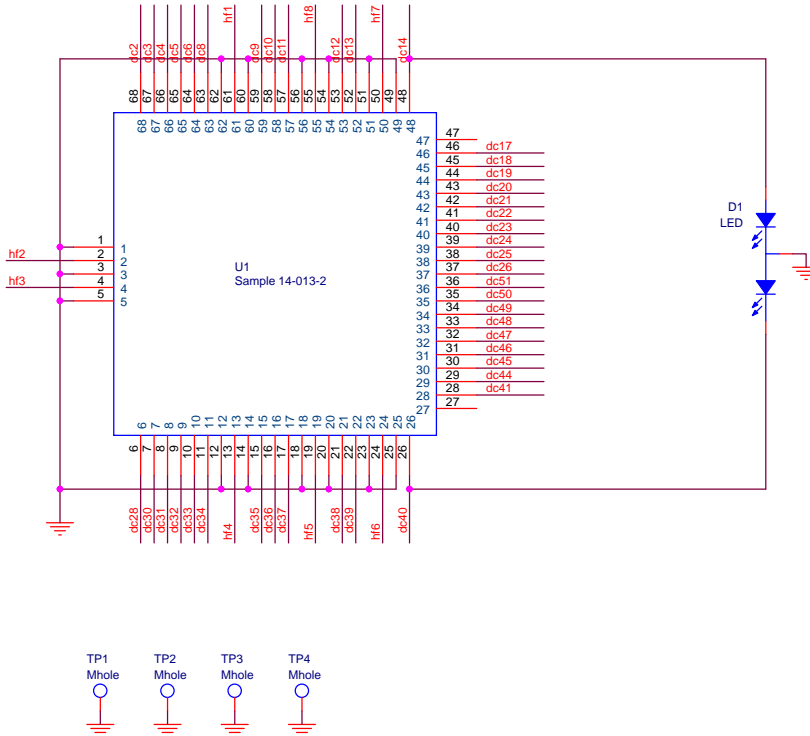 dc2 dc3 dc4 dc5 dc6 dc8 hf1 dc9 dc10 dc11 hf8 dc12 dc13 hf7 dc14
68 67 66 65 64 63 62 61 60 59 58 57 56 55 54 53 52 51 50 49 48
68 67 66 65 64 63 62 61 60 59 58 57 56 55 54 53 52 51 50 49 48
47 47
46 46 dc17
45 45 dc18
44 44 dc19
43 43 dc20
42 42 dc21
41 41 dc22
40 40 dc23
39 39 dc24
38 38 dc25
37 37 dc26
36 36 dc51
35 35 dc50
34 34 dc49
33 33 dc48
32 32 dc47
31 31 dc46
30 30 dc45
29 29 dc44
28 28 dc41
27 27
D1
LED
1 1
hf2 2 2
3 3
hf3 4 4
5 5
U1
Sample 14-013-2
6 7 8 9 10 11 12 13 14 15 16 17 18 19 20 21 22 23 24 25 26
6 7 8 9 10 11 12 13 14 15 16 17 18 19 20 21 22 23 24 25 26
dc28 dc30 dc31 dc32 dc33 dc34 hf4 dc35 dc36 dc37 hf5 dc38 dc39 hf6 dc40
TP1 TP2 TP3 TP4
Mhole Mhole Mhole Mhole